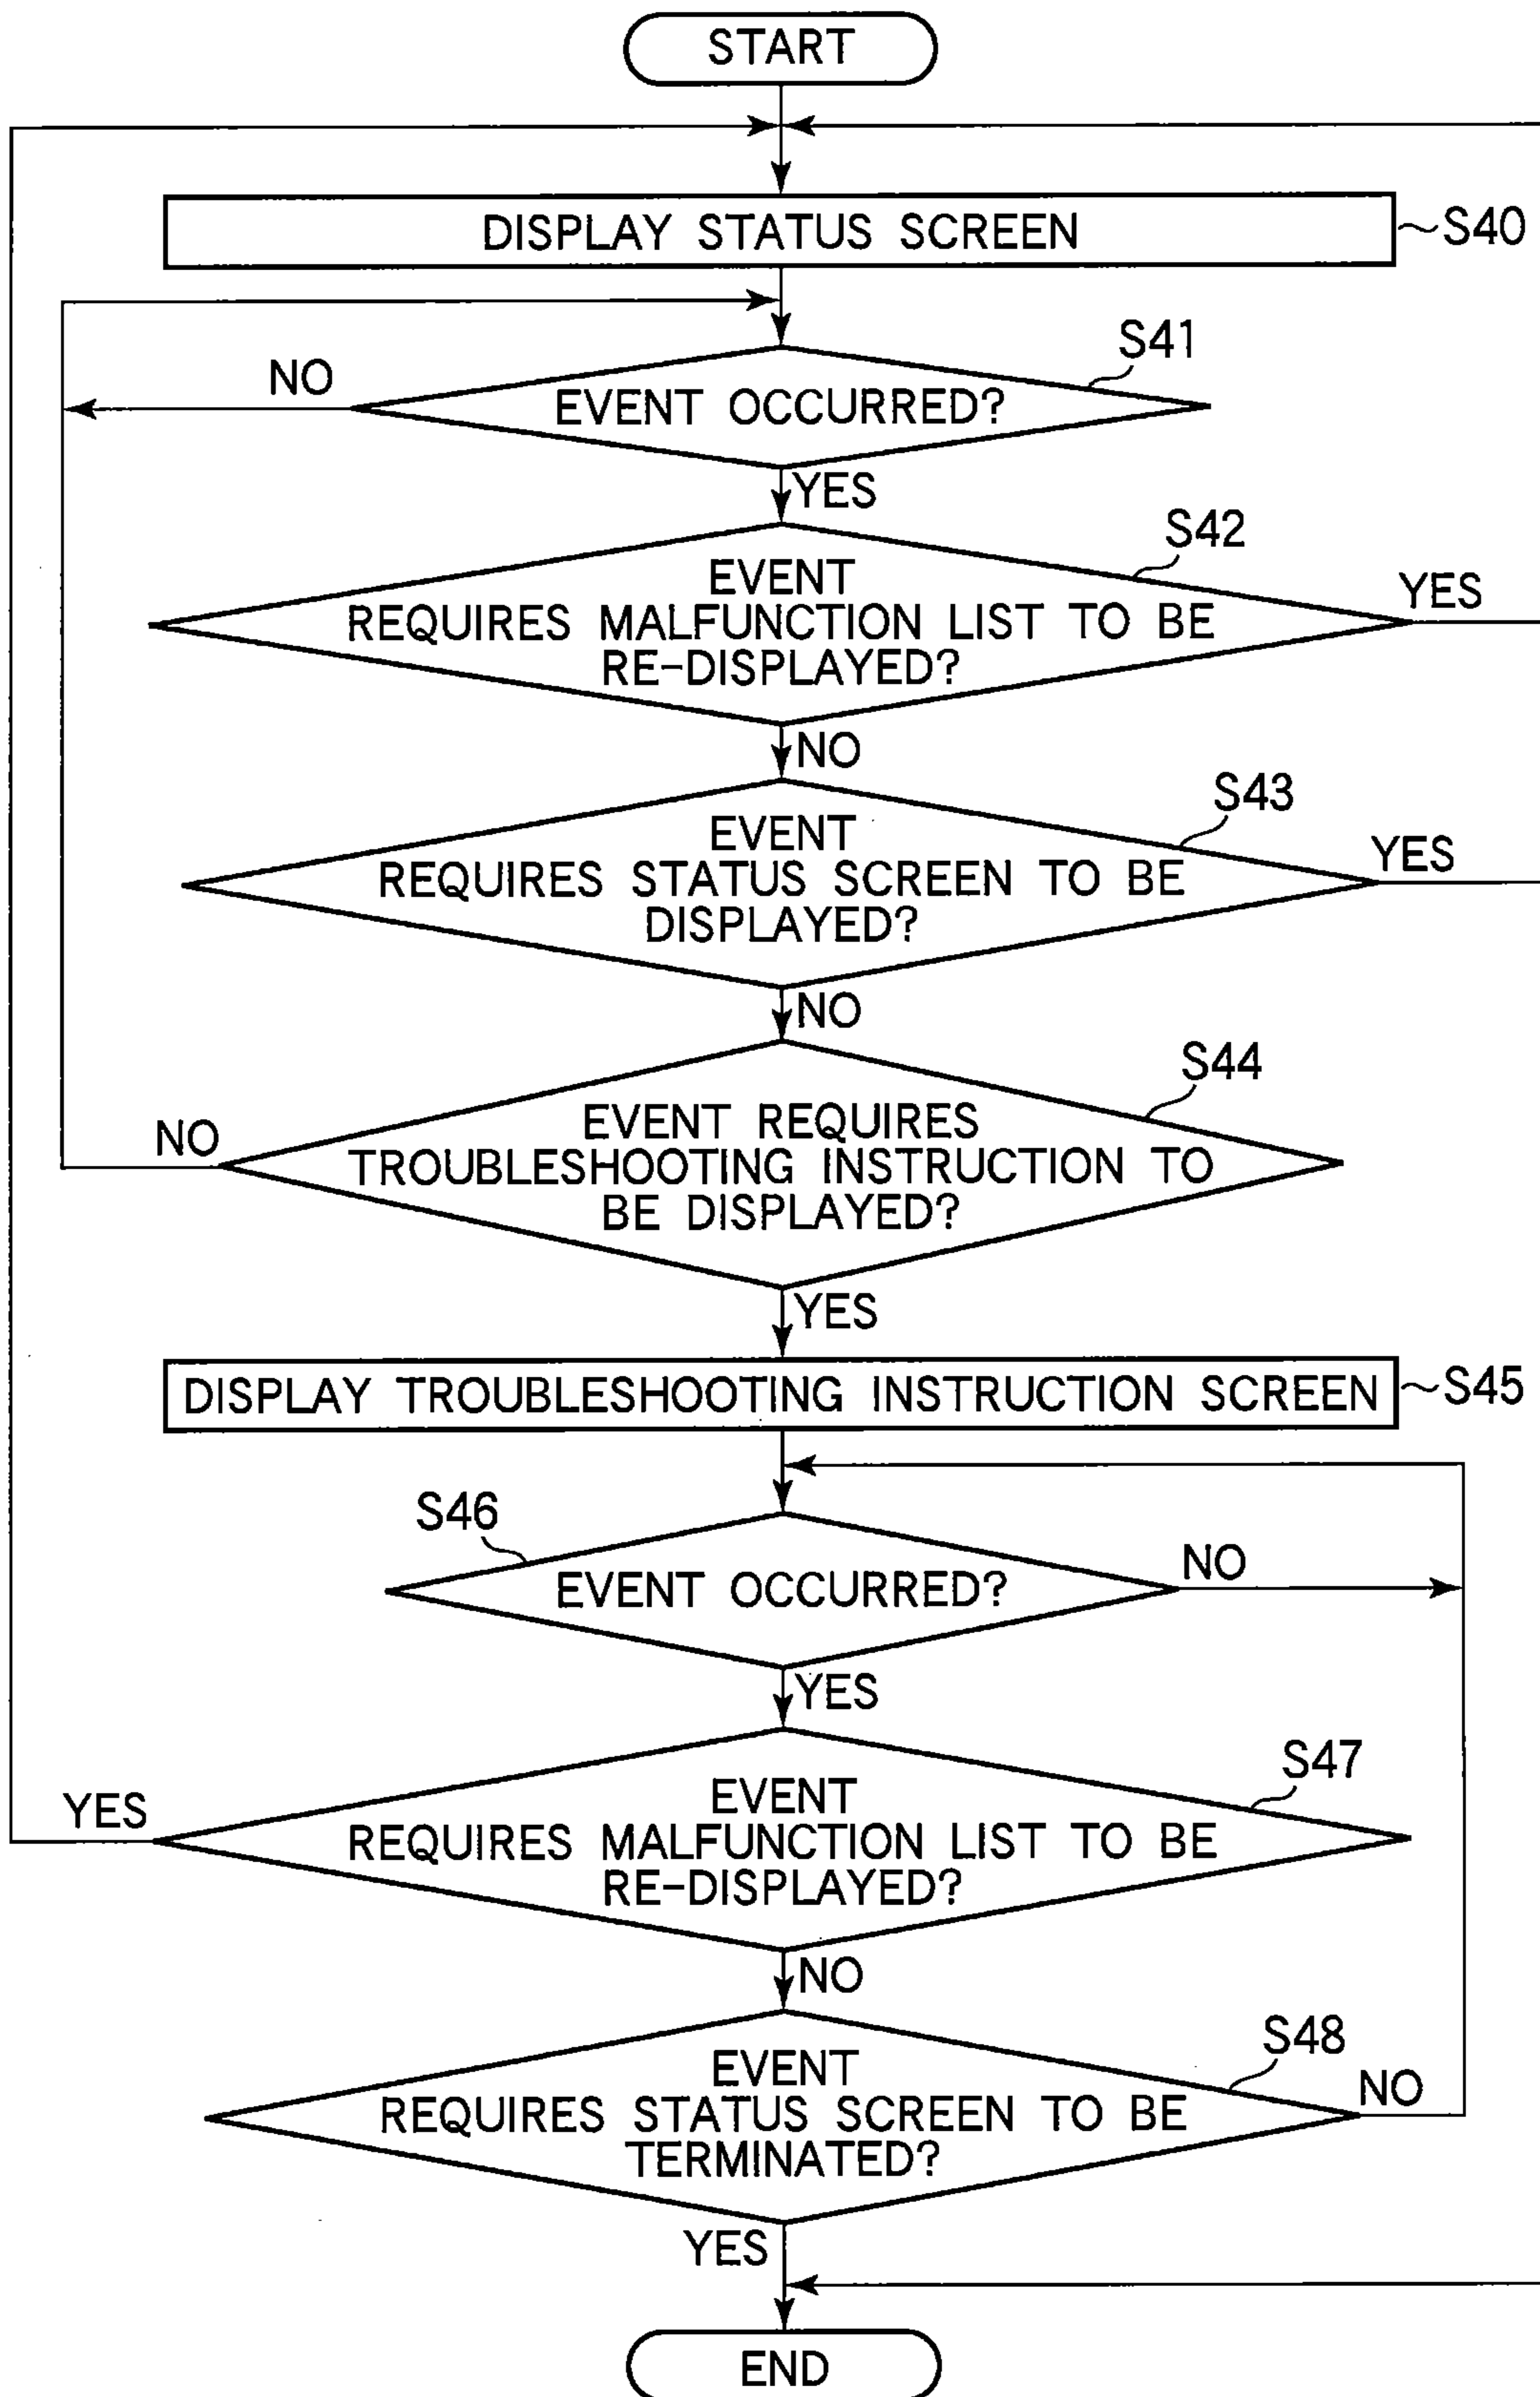 START
DISPLAY STATUS SCREEN
S40
S41
NO
EVENT OCCURRED?
YES
S42
EVENT
REQUIRES MALFUNCTION LIST TO BE
RE-DISPLAYED?
YES
NO
S43
EVENT
REQUIRES STATUS SCREEN TO BE
DISPLAYED?
YES
NO
S44
EVENT REQUIRES
TROUBLESHOOTING INSTRUCTION TO
BE DISPLAYED?
NO
YES
DISPLAY TROUBLESHOOTING INSTRUCTION SCREEN
S45
S46
EVENT OCCURRED?
NO
YES
S47
EVENT
REQUIRES MALFUNCTION LIST TO BE
RE-DISPLAYED?
YES
NO
S48
EVENT
REQUIRES STATUS SCREEN TO BE
TERMINATED?
NO
YES
END